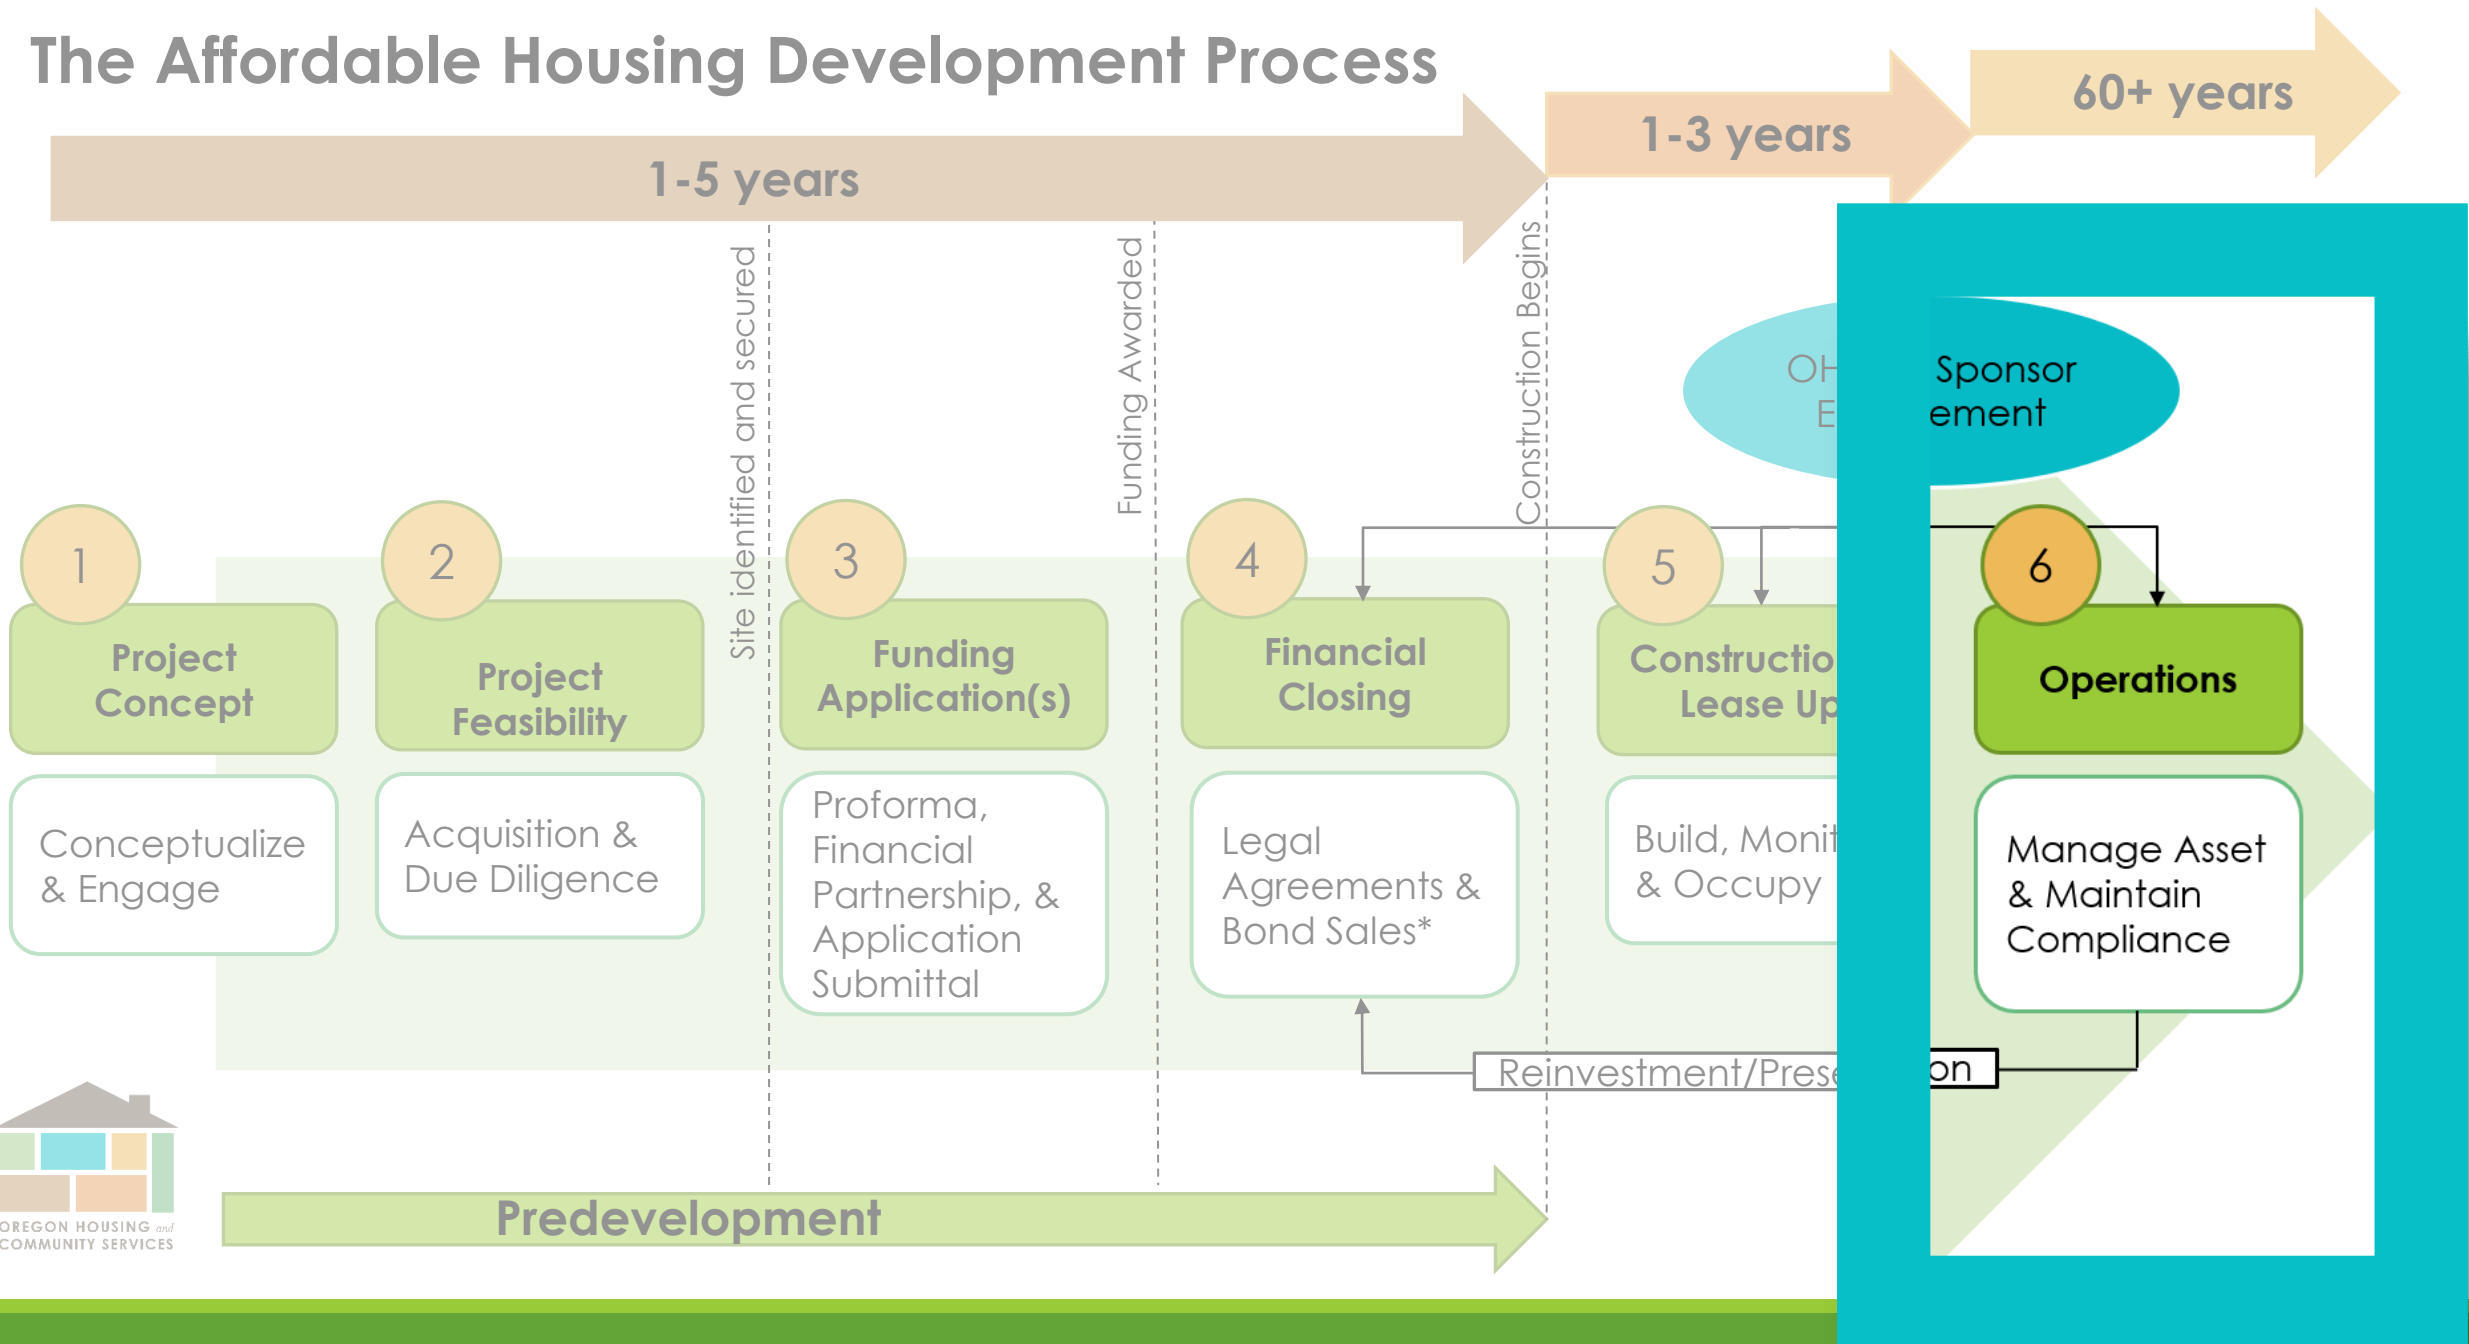 The Affordable Housing Development Process
1-5 years
1-3 years
60+ years
Site identified and secured
Funding Awarded
Construction Begins
OH Sponsor
E ement
1
Project
Concept
Conceptualize
& Engage
2
Project
Feasibility
Acquisition &
Due Diligence
3
Funding
Application(s)
Proforma,
Financial
Partnership, &
Application
Submittal
4
Financial
Closing
Legal
Agreements &
Bond Sales*
5
Constructio
Lease Up
Build, Monit
& Occupy
6
Operations
Manage Asset
& Maintain
Compliance
Reinvestment/Prese on
Predevelopment
OREGON HOUSING and
COMMUNITY SERVICES